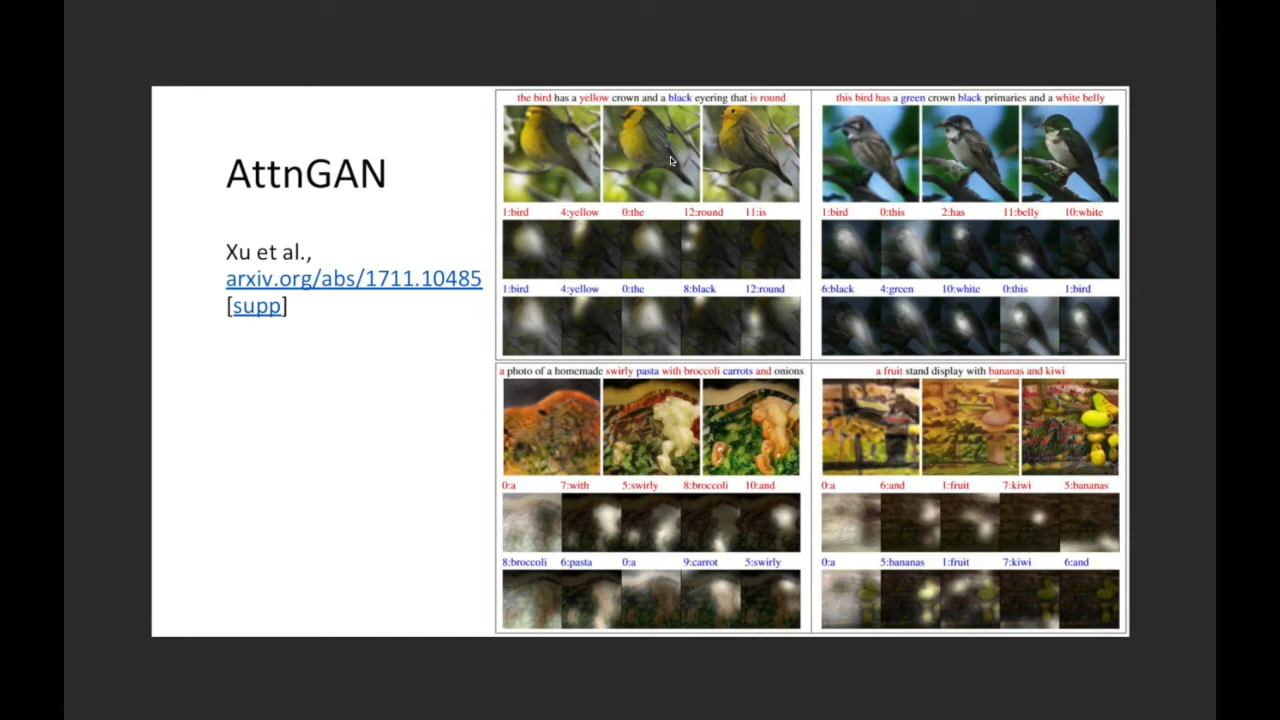 AttnGAN
Xu et al.,
arxiv.org/abs/1711.10485
[supp]
the bird has a yellow crown and a black eyering that is round
1:bird 4:yellow 0:the 12:round 11:is
1:bird 4:yellow 0:the 8:black 12:round
this bird has a green crown black primaries and a white belly
1:bird 0:this 2:has 11:belly 10:white
6:black 4:green 10:white 0:this 1:bird
a photo of a homemade swirly pasta with broccoli carrots and onions
0:a 7:with 5:swirly 8:broccoli 10:and
8:broccoli 6:pasta 0:a 9:carrot 5:swirly
a fruit stand display with bananas and kiwi
0:a 6:and 1:fruit 7:kiwi 5:bananas
0:a 5:bananas 1:fruit 7:kiwi 6:and